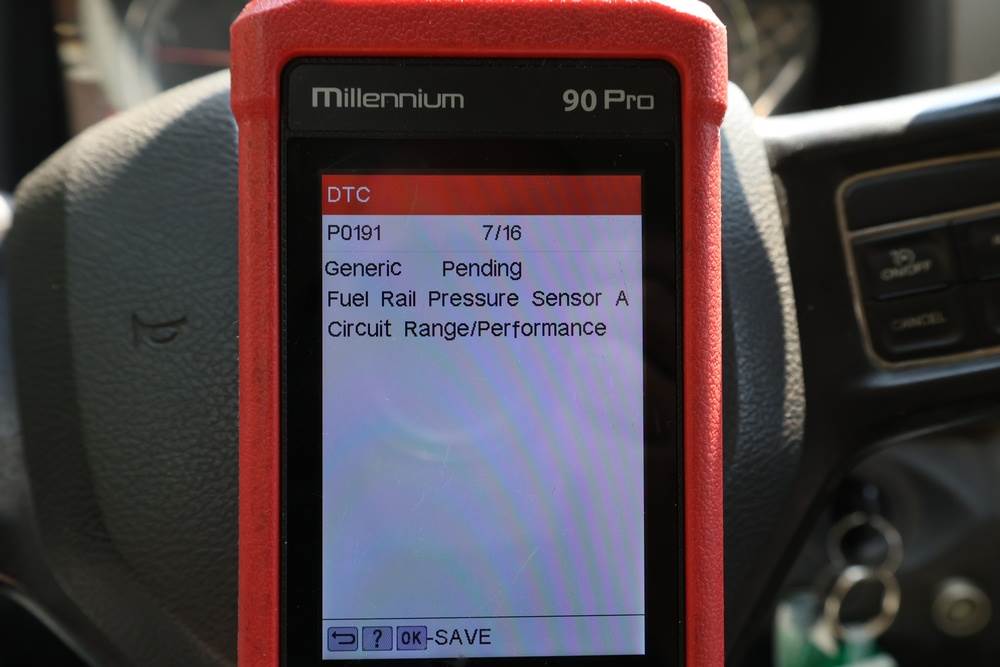 Millennium 90 Pro
DTC
P0191 7/16
Generic Pending
Fuel Rail Pressure Sensor A
Circuit Range/Performance
? OK-SAVE
ON/OFF
CANCEL